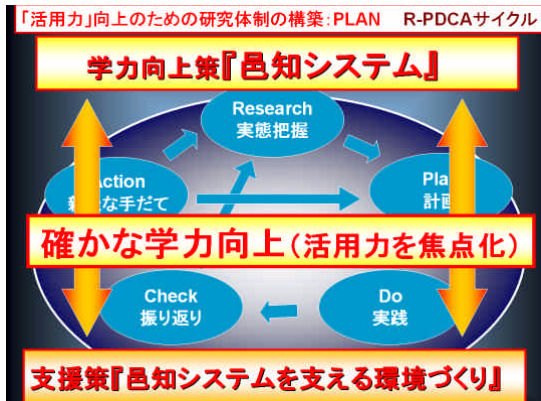 「活用力」向上のための研究体制の構築：PLAN R-PDCAサイクル
学力向上策『邑知システム』
Research
実態把握
Action
な手だて
Pla
計画
確かな学力向上（活用力を焦点化）
Check
振り返り
Do
実践
支援策『邑知システムを支える環境づくり』